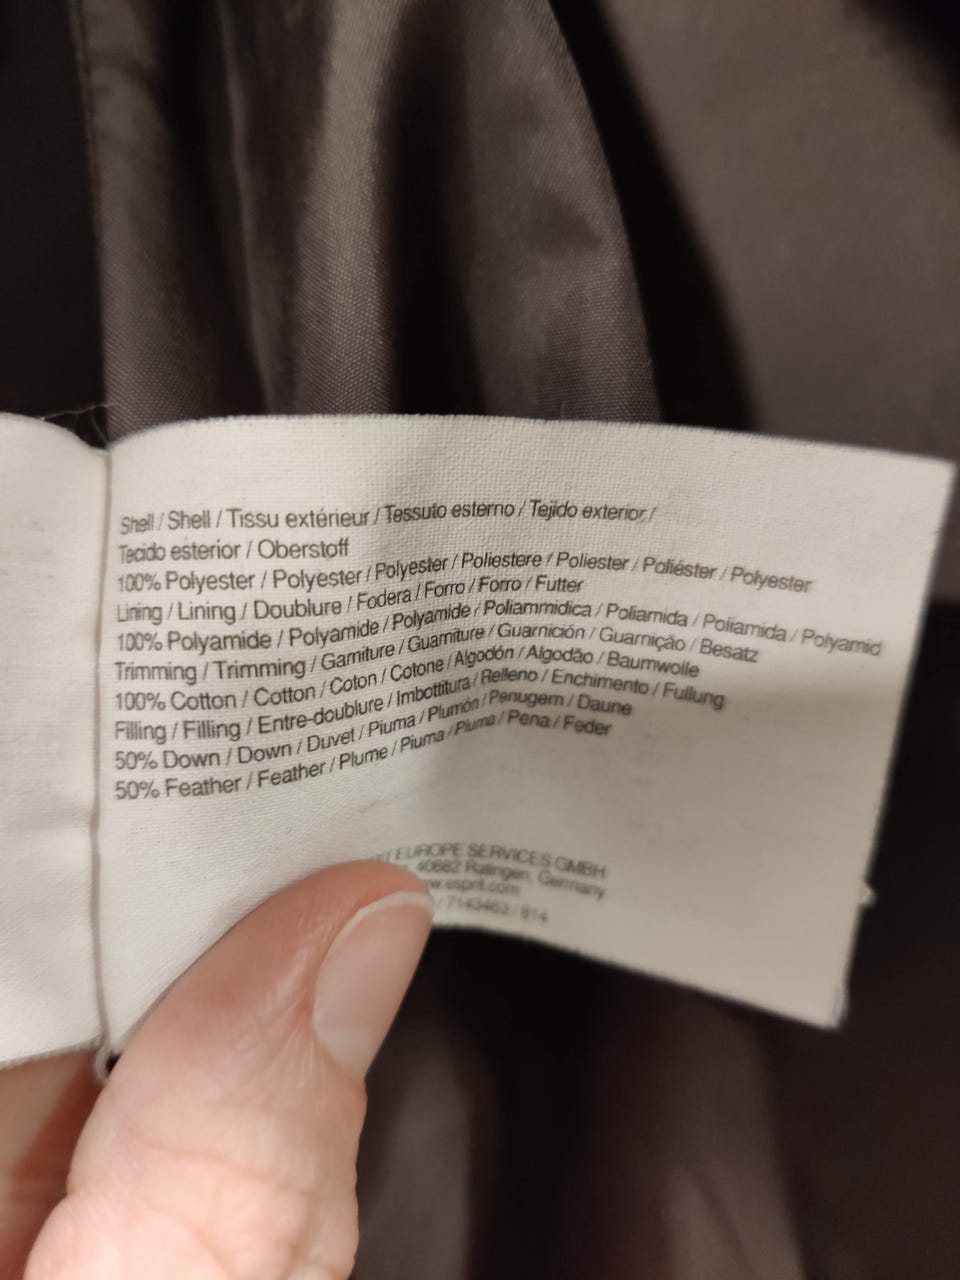 Shell / Shell / Tissu extérieur / Tessuto esterno / Tejido exterior /
Tecido esterior / Oberstoff
100% Polyester / Polyester / Polyester / Poliestere / Poliester / Poliéster / Polyester
Lining / Lining / Doublure / Fodera / Forro / Forro / Futter
100% Polyamide / Polyamide / Polyamide / Poliammidica / Poliamida / Poliamida / Polyamid
Trimming / Trimming / Garniture / Guarniture / Guarnición / Guarnição / Besatz
100% Cotton / Cotton / Coton / Cotone / Algodón / Algodão / Baumwolle
Filling / Filling / Entre-doublure / Imbottitura / Relleno / Enchimento / Füllung
50% Down / Down / Duvet / Piuma / Plumón / Penugem / Daune
50% Feather / Feather / Plume / Piuma / Pluma / Pena / Feder
EUROPE SERVICES GMBH
40882 Ratingen, Germany
.esprit.com
/ 7143463 / 814